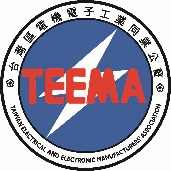 台灣區電機電子工業同業公會
TEEMA
TAIWAN ELECTRICAL AND ELECTRONIC MANUFACTURERS' ASSOCIATION